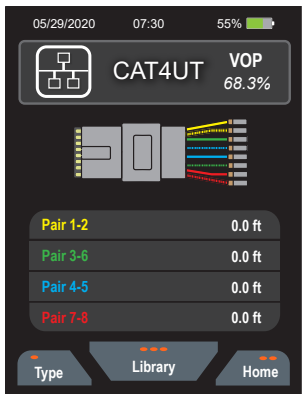 05/29/2020 07:30 55%
CAT4UT VOP
68.3%
Pair 1-2 0.0 ft
Pair 3-6 0.0 ft
Pair 4-5 0.0 ft
Pair 7-8 0.0 ft
Type Library Home